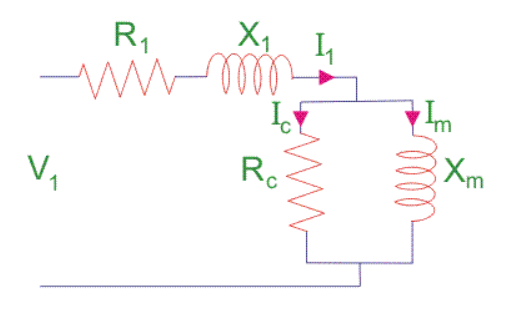 R1 X1 I1
Ic Im
V1 Rc Xm